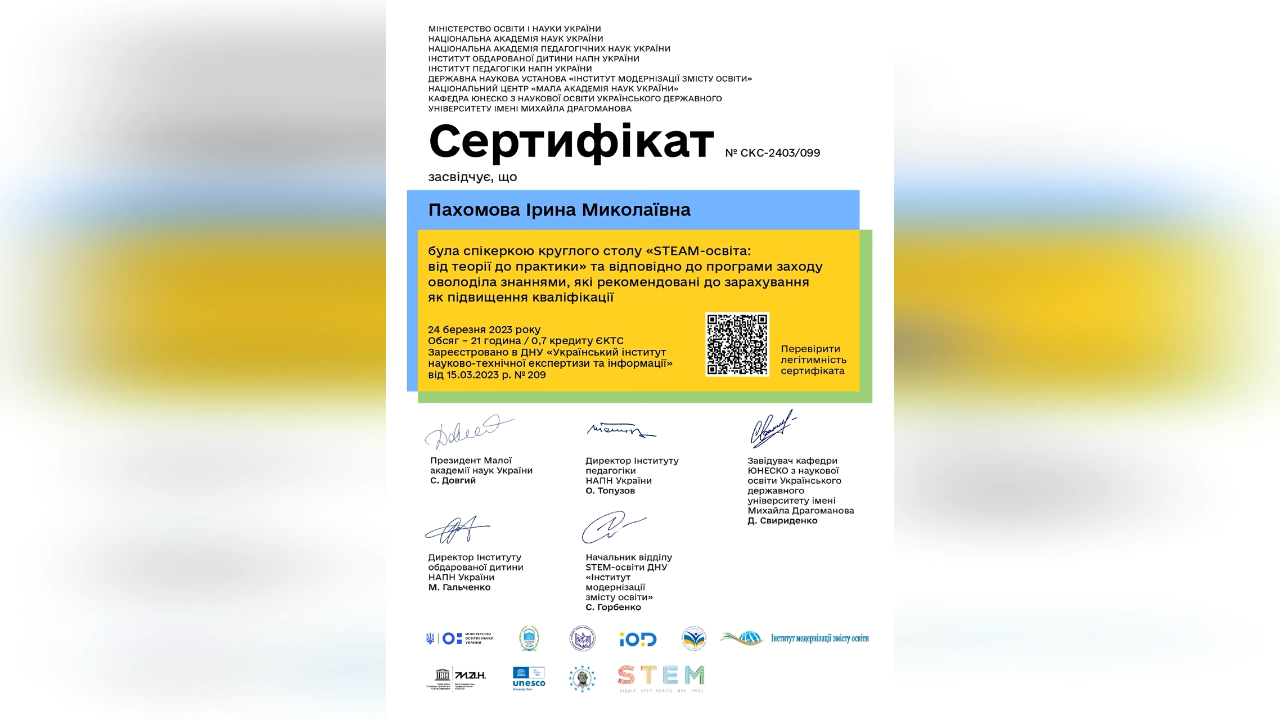 МІНІСТЕРСТВО ОСВІТИ І НАУКИ УКРАЇНИ
НАЦІОНАЛЬНА АКАДЕМІЯ НАУК УКРАЇНИ
НАЦІОНАЛЬНА АКАДЕМІЯ ПЕДАГОГІЧНИХ НАУК УКРАЇНИ
ІНСТИТУТ ОБДАРОВАНОЇ ДИТИНИ НАПН УКРАЇНИ
ІНСТИТУТ ПЕДАГОГІКИ НАПН УКРАЇНИ
ДЕРЖАВНА НАУКОВА УСТАНОВА «ІНСТИТУТ МОДЕРНІЗАЦІЇ ЗМІСТУ ОСВІТИ»
НАЦІОНАЛЬНИЙ ЦЕНТР «МАЛА АКАДЕМІЯ НАУК УКРАЇНИ»
КАФЕДРА ЮНЕСКО З НАУКОВОЇ ОСВІТИ УКРАЇНСЬКОГО ДЕРЖАВНОГО
УНІВЕРСИТЕТУ ІМЕНІ МИХАЙЛА ДРАГОМАНОВА
Сертифікат № СКС-2403/099
засвідчує, що
Пахомова Ірина Миколаївна
була спікеркою круглого столу «STEAM-освіта:
від теорії до практики» та відповідно до програми заходу
оволоділа знаннями, які рекомендовані до зарахування
як підвищення кваліфікації
24 березня 2023 року
Обсяг – 21 година / 0,7 кредиту ЄКТС
Зареєстровано в ДНУ «Український інститут
науково-технічної експертизи та інформації»
від 15.03.2023 р. № 209
Перевірити
легітимність
сертифіката
Президент Малої
академії наук України
С. Довгий
Директор Інституту
педагогіки
НАПН України
О. Топузов
Завідувач кафедри
ЮНЕСКО з наукової
освіти Українського
державного
університету імені
Михайла Драгоманова
Д. Свириденко
Директор Інституту
обдарованої дитини
НАПН України
М. Гальченко
Начальник відділу
STEM-освіти ДНУ
«Інститут
модернізації
змісту освіти»
С. Горбенко
МІНІСТЕРСТВО
ОСВІТИ І НАУКИ
УКРАЇНИ
ІОД
Інститут модернізації змісту освіти
unesco
STEM